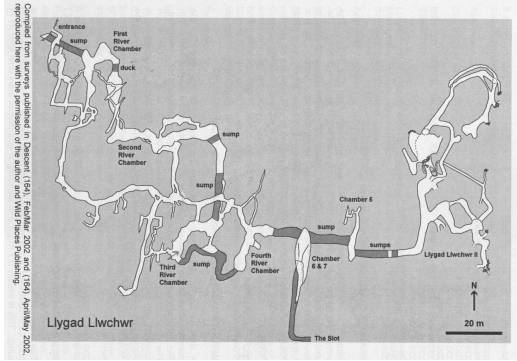 Compiled from surveys published in Descent (164), Feb/Mar 2002 and (164) April/May 2002,
reproduced here with the permission of the author and Wild Places Publishing.
entrance
sump
First
River
Chamber
duck
Second
River
Chamber
sump
sump
Third
River
Chamber
sump
Fourth
River
Chamber
sump
Chamber 5
Chamber
6 & 7
sumps
Llygad Llwchwr II
The Slot
N
20 m
Llygad Llwchwr